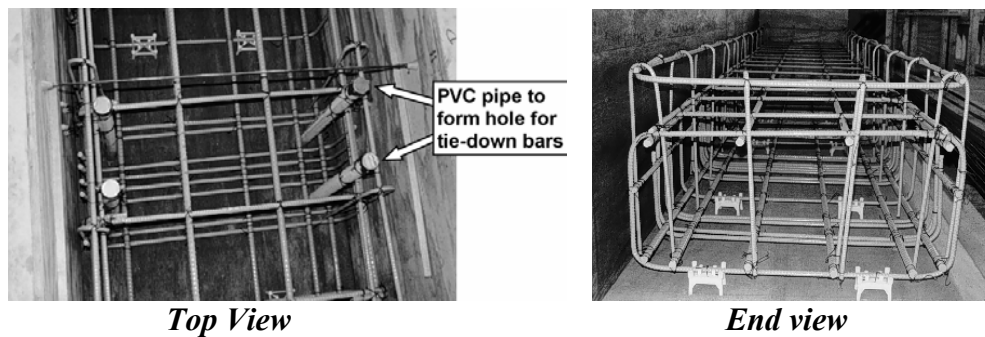 PVC pipe to
form hole for
tie-down bars
Top View
End view